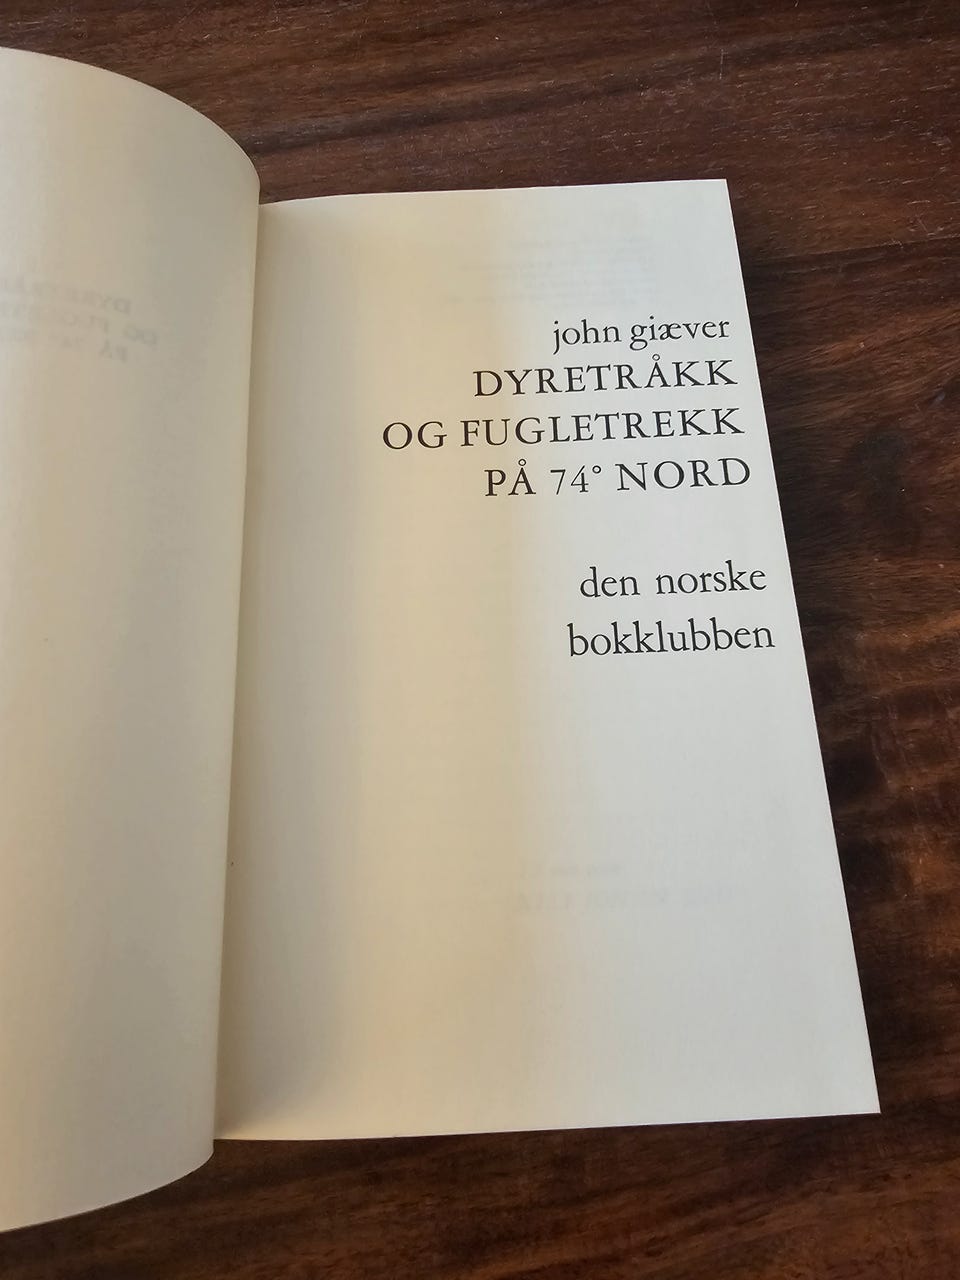 john giæver
DYRETRÅKK
OG FUGLETREKK
PÅ 74° NORD
den norske
bokklubben